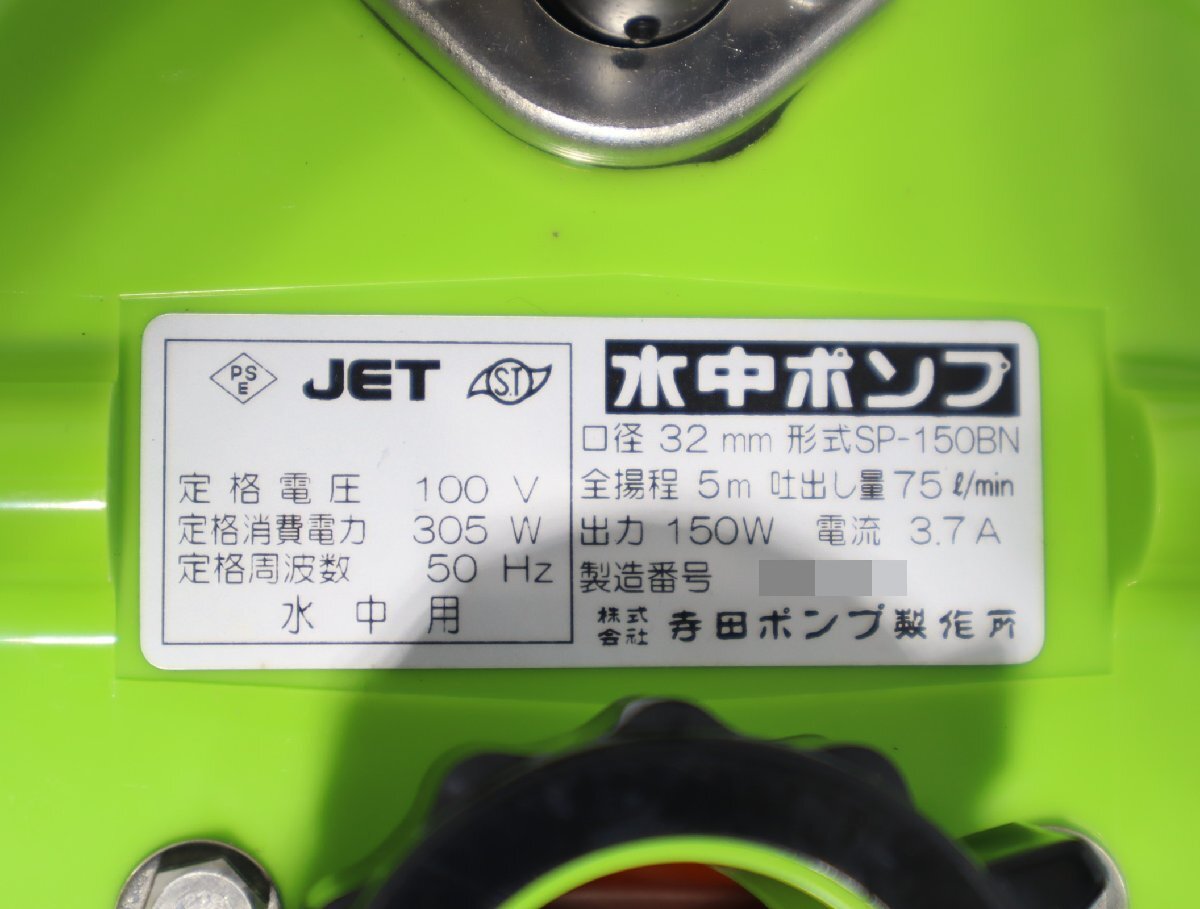 PS
E
JET
S.T
定格電圧 100 V
定格消費電力 305 W
定格周波数 50 Hz
水中用
水中ポンプ
口径 32 mm 形式SP-150BN
全揚程 5m 吐出し量75 ℓ/min
出力 150W 電流 3.7A
製造番号
株式会社 寺田ポンプ製作所